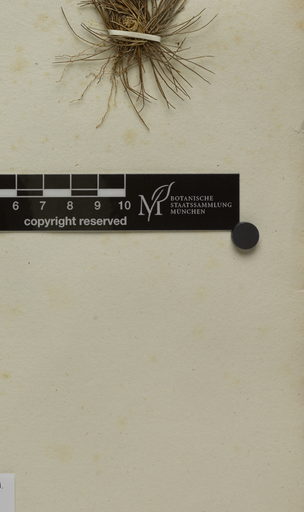 6 7 8 9 10
copyright reserved
M
BOTANISCHE
STAATSSAMMLUNG
MÜNCHEN